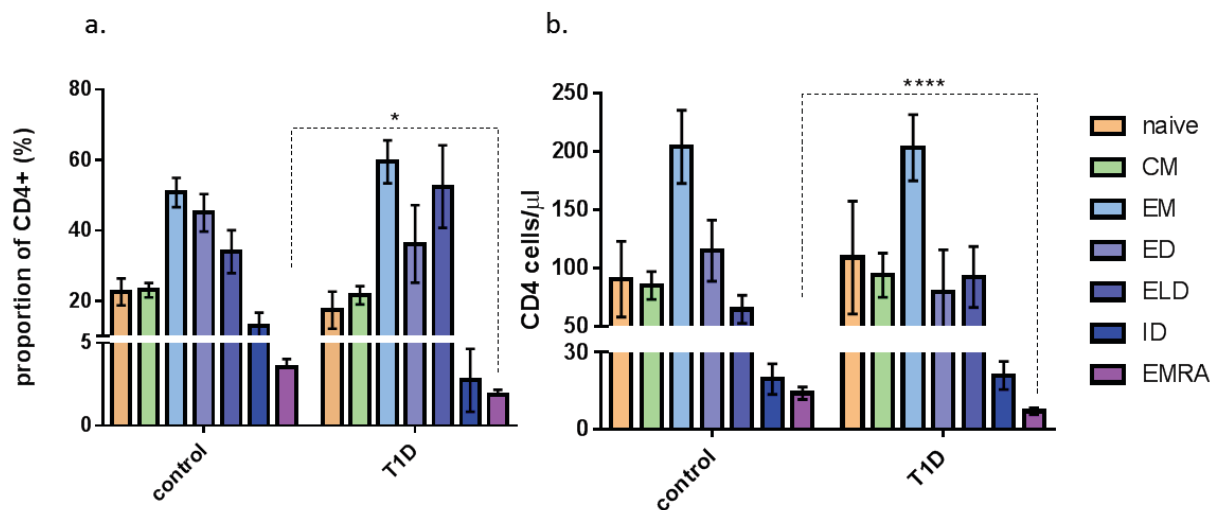 a.
proportion of CD4+ (%)
80
60
40
20
5
5
0
*
control
T1D
b.
CD4 cells/µl
250
200
150
100
50
30
0
****
control
T1D
naive
CM
EM
ED
ELD
ID
EMRA